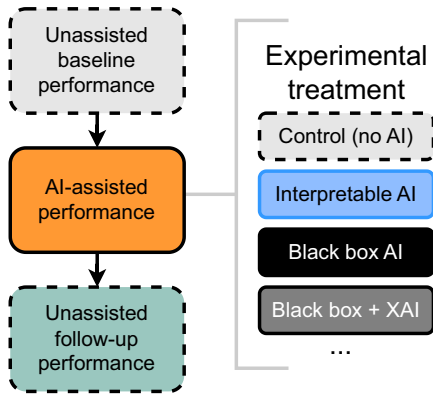 Unassisted
baseline
performance
AI-assisted
performance
Unassisted
follow-up
performance
Experimental
treatment
Control (no AI)
Interpretable AI
Black box AI
Black box + XAI
...